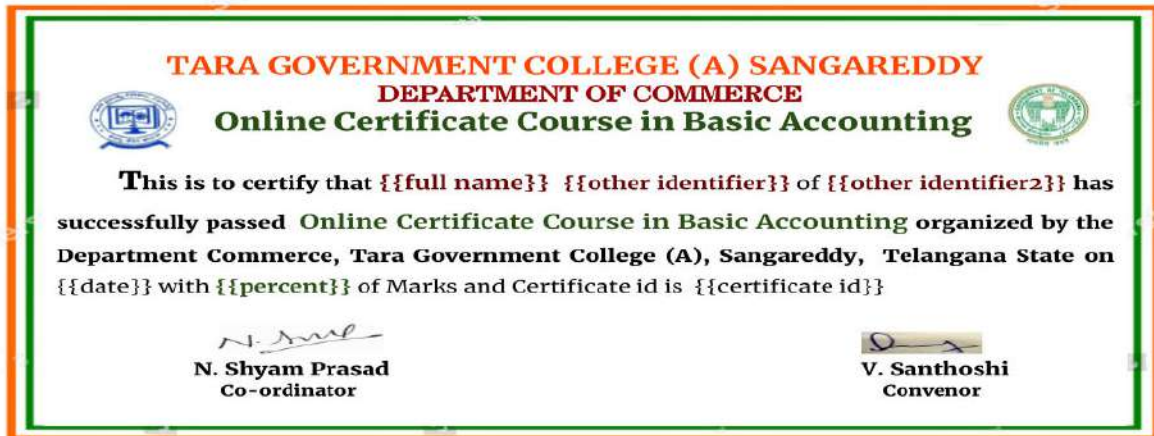 TARA GOVERNMENT COLLEGE (A) SANGAREDDY
DEPARTMENT OF COMMERCE
Online Certificate Course in Basic Accounting
This is to certify that {{full name}} {{other identifier}} of {{other identifier2}} has
successfully passed Online Certificate Course in Basic Accounting organized by the
Department Commerce, Tara Government College (A), Sangareddy, Telangana State on
{{date}} with {{percent}} of Marks and Certificate id is {{certificate id}}
N. Shyam Prasad
Co-ordinator
V. Santhoshi
Convenor